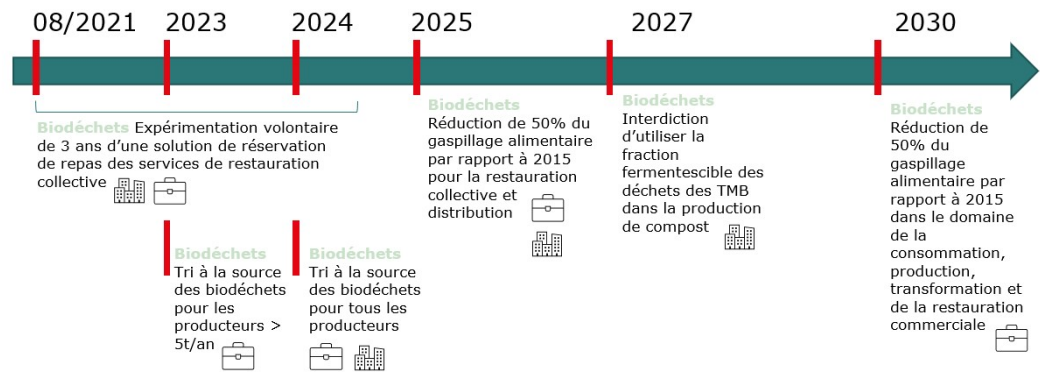 08/2021
2023
2024
2025
2027
2030
Biodéchets Expérimentation volontaire
de 3 ans d'une solution de réservation
de repas des services de restauration
collective
Biodéchets
Tri à la source
des biodéchets
pour les
producteurs >
5t/an
Biodéchets
Tri à la source
des biodéchets
pour tous les
producteurs
Biodéchets
Réduction de 50% du
gaspillage alimentaire
par rapport à 2015
pour la restauration
collective et
distribution
Biodéchets
Interdiction
d'utiliser la
fraction
fermentescible des
déchets des TMB
dans la production
de compost
Biodéchets
Réduction de
50% du
gaspillage
alimentaire par
rapport à 2015
dans le domaine
de la
consommation,
production,
transformation et
de la restauration
commerciale